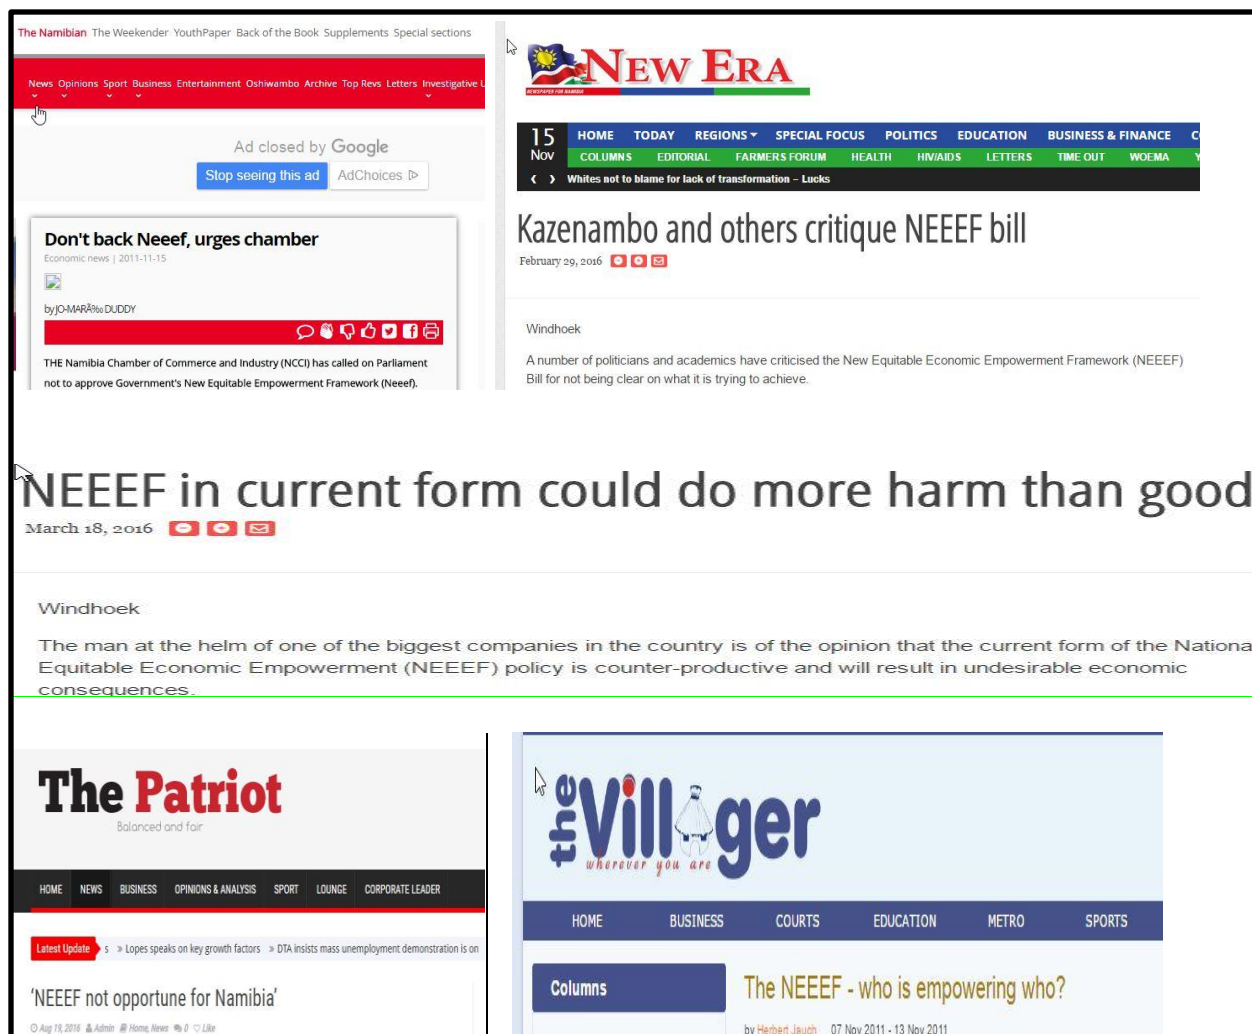 The Namibian The Weekender YouthPaper Back of the Book Supplements Special sections
News Opinions Sport Business Entertainment Oshiwambo Archive Top Revs Letters Investigative
Ad closed by Google
Stop seeing this ad AdChoices
Don't back Neeef, urges chamber
Economic news | 2011-11-15
by JO-MARÃ‰ DUDDY
THE Namibia Chamber of Commerce and Industry (NCCI) has called on Parliament
not to approve Government's New Equitable Empowerment Framework (Neeef).
NEW ERA
NEWSPAPER FOR NAMIBIA
15 Nov
HOME TODAY REGIONS SPECIAL FOCUS POLITICS EDUCATION BUSINESS & FINANCE
COLUMNS EDITORIAL FARMERS FORUM HEALTH HIV/AIDS LETTERS TIME OUT WOEMA
Whites not to blame for lack of transformation – Lucks
Kazenambo and others critique NEEEF bill
February 29, 2016
Windhoek
A number of politicians and academics have criticised the New Equitable Economic Empowerment Framework (NEEEF)
Bill for not being clear on what it is trying to achieve.
NEEEF in current form could do more harm than good
March 18, 2016
Windhoek
The man at the helm of one of the biggest companies in the country is of the opinion that the current form of the Nationa
Equitable Economic Empowerment (NEEEF) policy is counter-productive and will result in undesirable economic
consequences.
The Patriot
Balanced and fair
HOME NEWS BUSINESS OPINIONS & ANALYSIS SPORT LOUNGE CORPORATE LEADER
Latest Update s » Lopes speaks on key growth factors » DTA insists mass unemployment demonstration is on
‘NEEEF not opportune for Namibia’
Aug 19, 2016 Admin Home, News 0 Like
the Villager
wherever you are
HOME BUSINESS COURTS EDUCATION METRO SPORTS
Columns
The NEEEF - who is empowering who?
by Herbert Jauch 07 Nov 2011 - 13 Nov 2011